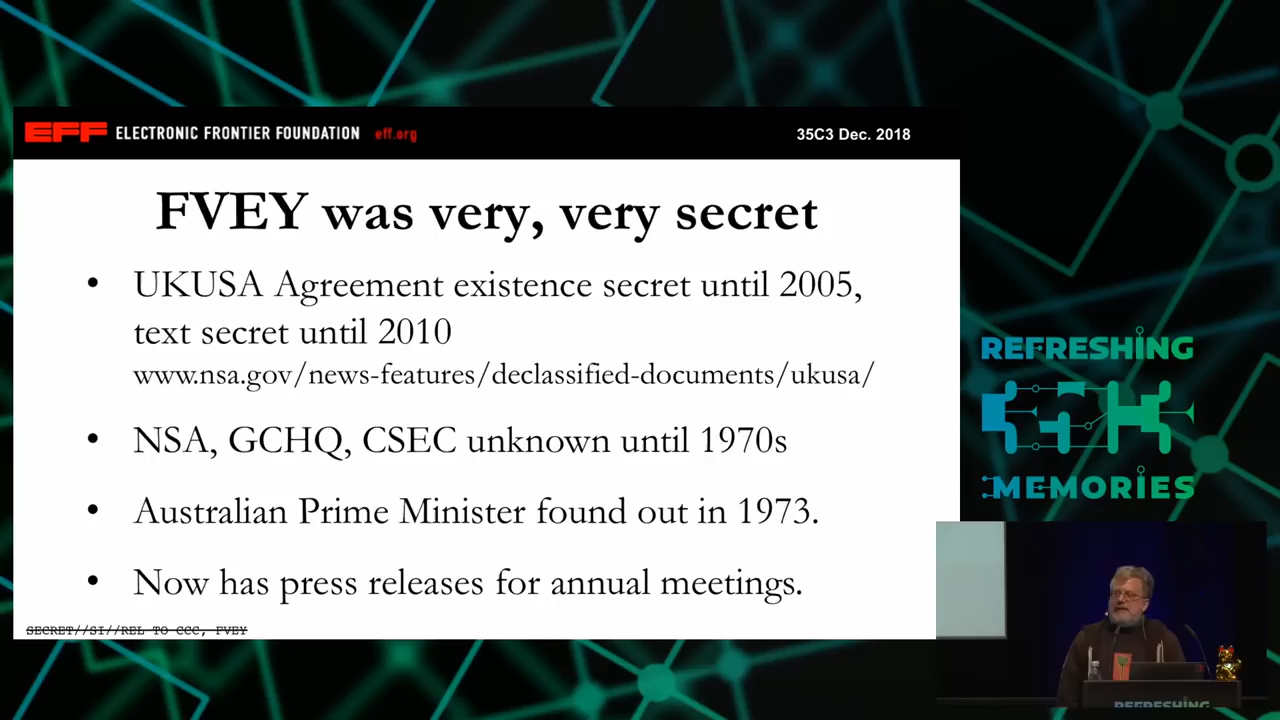 EFF ELECTRONIC FRONTIER FOUNDATION eff.org 35C3 Dec. 2018
FVEY was very, very secret
• UKUSA Agreement existence secret until 2005,
text secret until 2010
www.nsa.gov/news-features/declassified-documents/ukusa/
• NSA, GCHQ, CSEC unknown until 1970s
• Australian Prime Minister found out in 1973.
• Now has press releases for annual meetings.
SECRET//SI//REL TO CCC, FVEY
REFRESHING
MEMORIES
REFRESHING